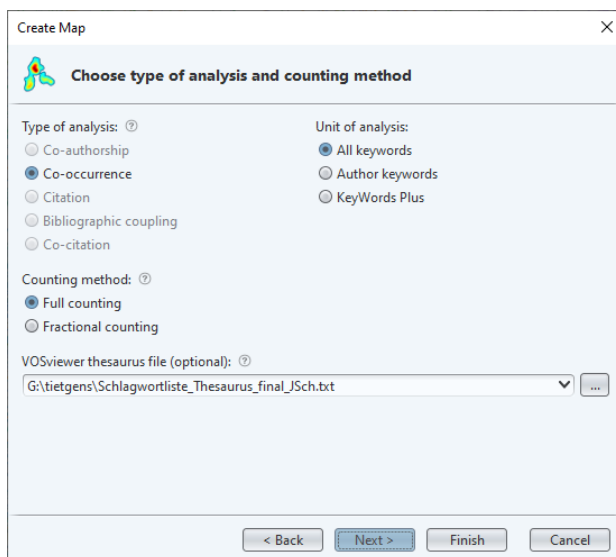 Create Map
Choose type of analysis and counting method
Type of analysis:
Co-authorship
Co-occurrence
Citation
Bibliographic coupling
Co-citation
Unit of analysis:
All keywords
Author keywords
KeyWords Plus
Counting method:
Full counting
Fractional counting
VOSviewer thesaurus file (optional):
G:\tietgens\Schlagwortliste_Thesaurus_final_JSch.txt
...
< Back
Next >
Finish
Cancel